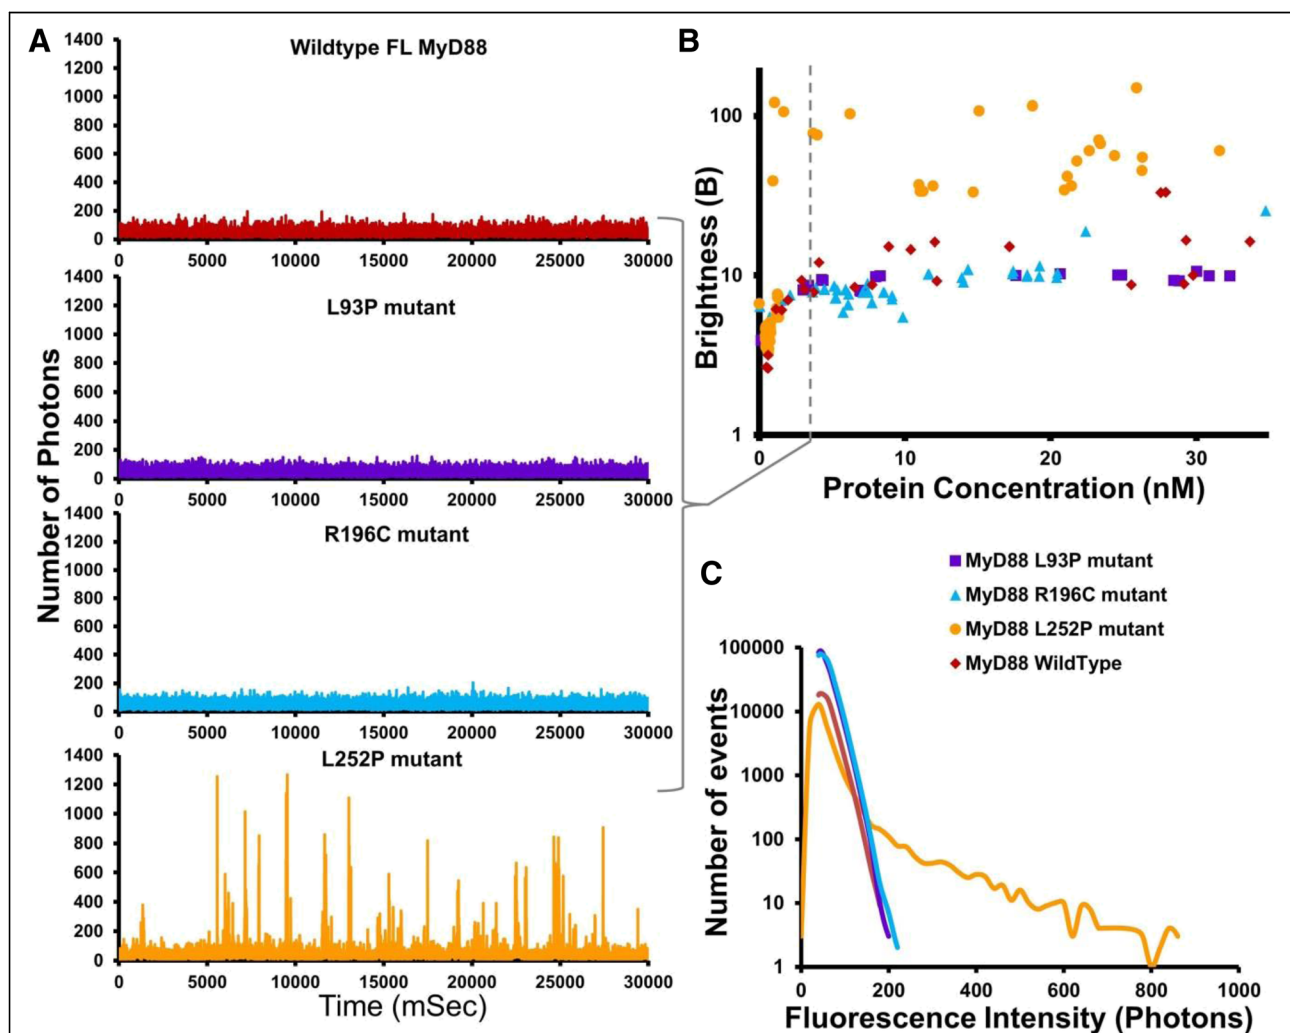 A
Number of Photons
Wildtype FL MyD88
1400
1200
1000
800
600
400
200
0
0 5000 10000 15000 20000 25000 30000
L93P mutant
1400
1200
1000
800
600
400
200
0
0 5000 10000 15000 20000 25000 30000
R196C mutant
1400
1200
1000
800
600
400
200
0
0 5000 10000 15000 20000 25000 30000
L252P mutant
1400
1200
1000
800
600
400
200
0
0 5000 10000 15000 20000 25000 30000
Time (mSec)
B
Brightness (B)
100
10
1
0 10 20 30
Protein Concentration (nM)
MyD88 L93P mutant
MyD88 R196C mutant
MyD88 L252P mutant
MyD88 WildType
C
Number of events
100000
10000
1000
100
10
1
0 200 400 600 800 1000
Fluorescence Intensity (Photons)